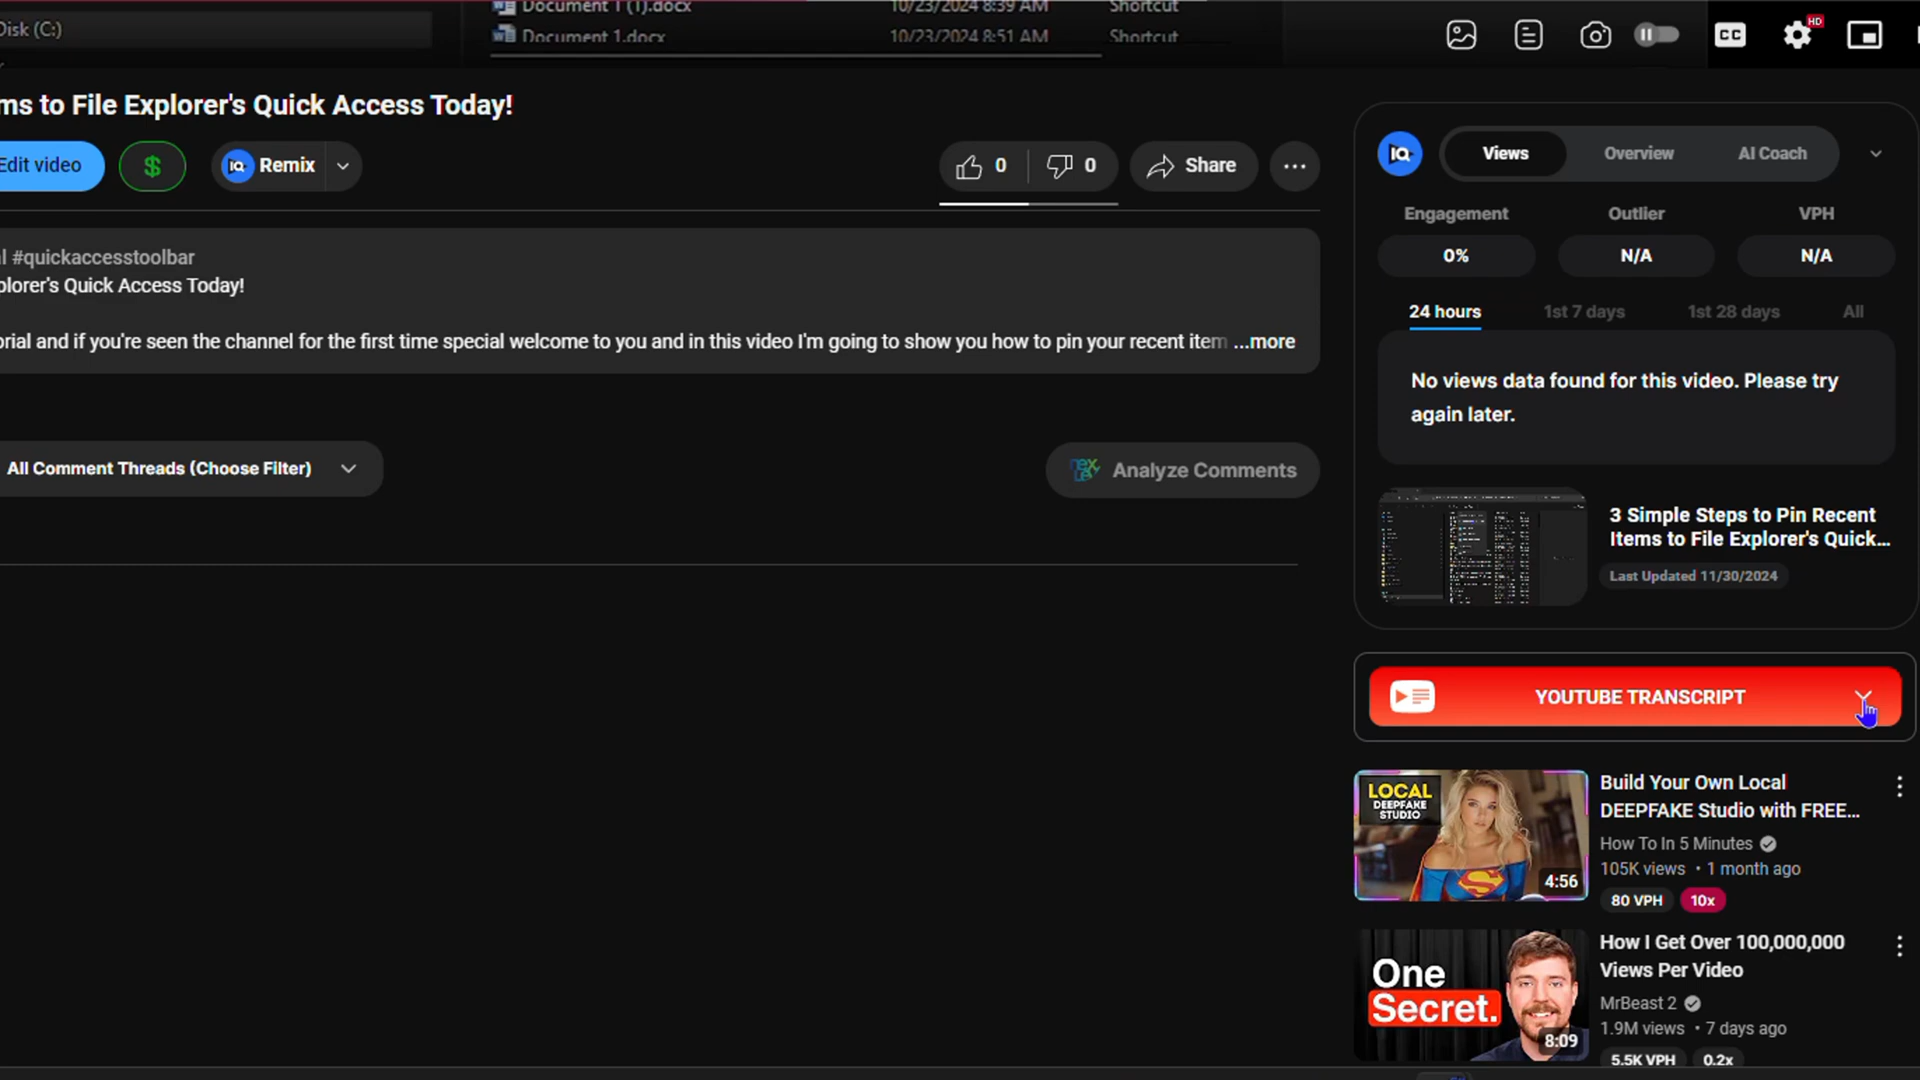 Disk (C:)
Document 1 (1).docx 10/23/2024 8:39 AM Shortcut
Document 1.docx 10/23/2024 8:51 AM Shortcut
CC HD
ms to File Explorer's Quick Access Today!
Edit video $ IQ Remix 0 0 Share
l #quickaccesstoolbar
plorer's Quick Access Today!
orial and if you're seen the channel for the first time special welcome to you and in this video I'm going to show you how to pin your recent item ...more
All Comment Threads (Choose Filter)
Analyze Comments
IQ Views Overview AI Coach
Engagement Outlier VPH
0% N/A N/A
24 hours 1st 7 days 1st 28 days All
No views data found for this video. Please try
again later.
3 Simple Steps to Pin Recent
Items to File Explorer's Quick...
Last Updated 11/30/2024
YOUTUBE TRANSCRIPT
LOCAL
DEEPFAKE
STUDIO
4:56
Build Your Own Local
DEEPFAKE Studio with FREE...
How To In 5 Minutes
105K views • 1 month ago
80 VPH 10x
One
Secret.
8:09
How I Get Over 100,000,000
Views Per Video
MrBeast 2
1.9M views • 7 days ago
5.5K VPH 0.2x